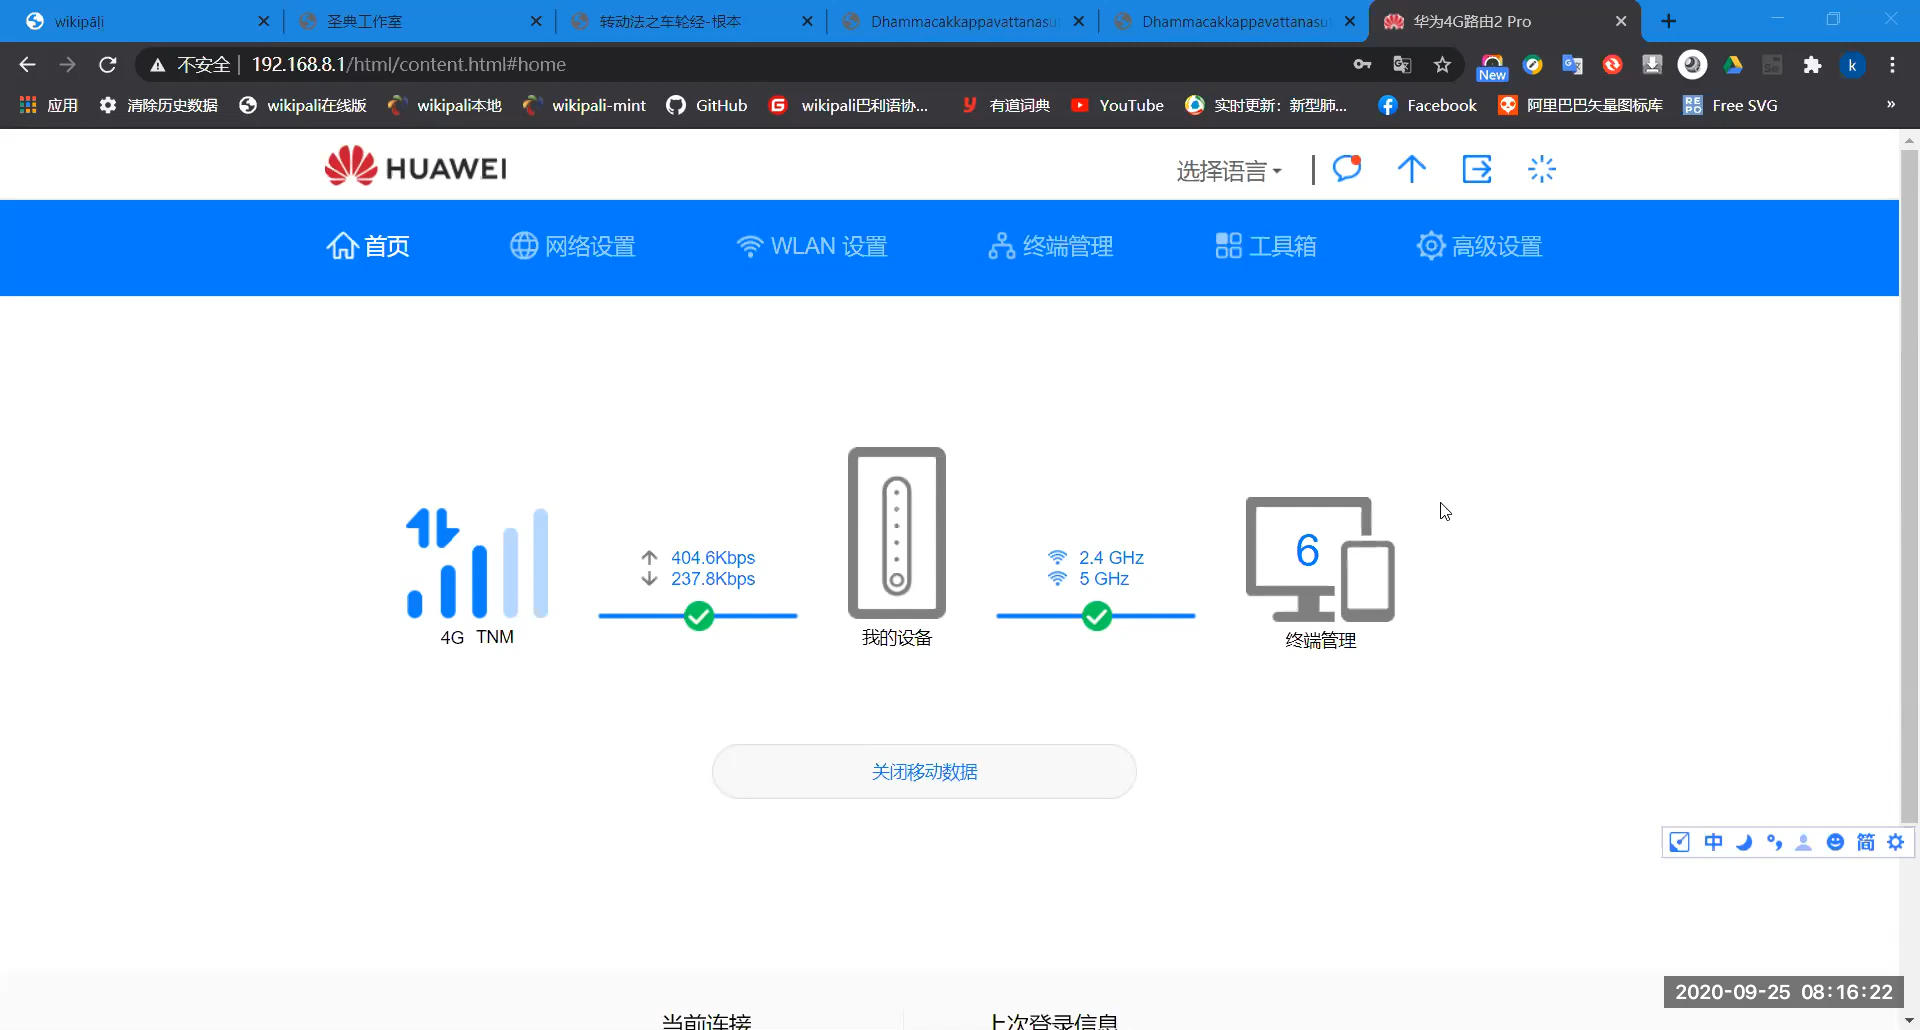 wikipāḷi
圣典工作室
转动法之车轮经-根本
Dhammacakkappavattanasu
Dhammacakkappavattanasu
华为4G路由2 Pro
不安全 192.168.8.1/html/content.html#home
New
k
应用 清除历史数据 wikipali在线版 wikipali本地 wikipali-mint GitHub wikipali巴利语协... 有道词典 YouTube 实时更新：新型肺... Facebook 阿里巴巴矢量图标库 Free SVG »
HUAWEI
选择语言
首页 网络设置 WLAN 设置 终端管理 工具箱 高级设置
404.6Kbps
237.8Kbps
4G TNM
我的设备
2.4 GHz
5 GHz
6
终端管理
关闭移动数据
中 简
2020-09-25 08:16:22
当前连接 上次登录信息